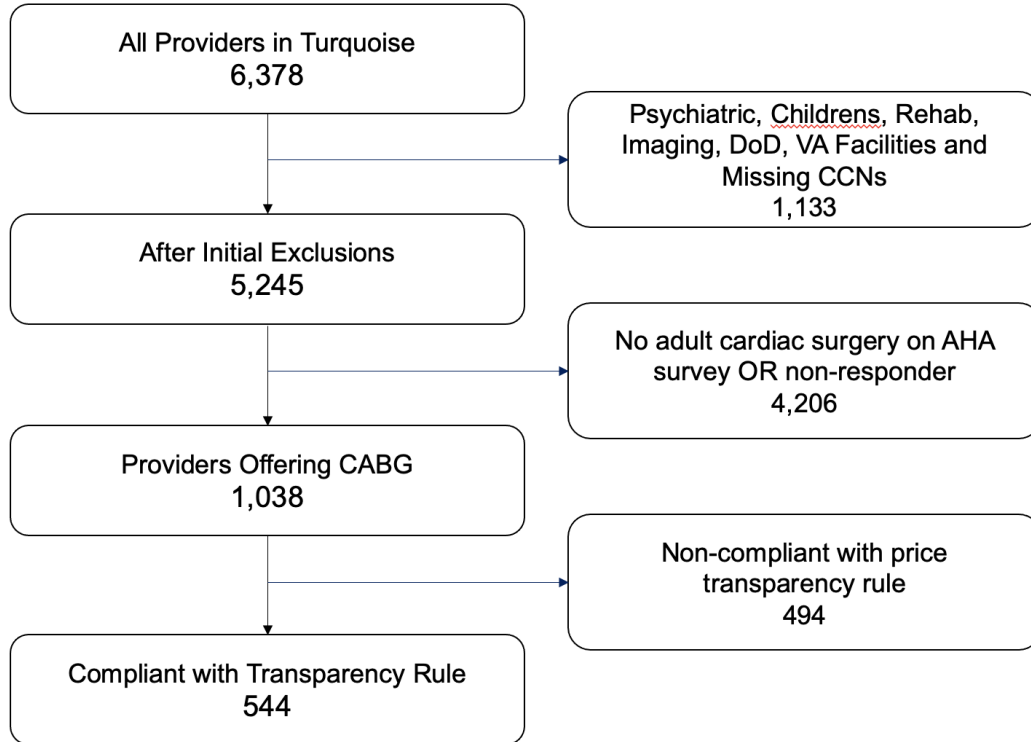 All Providers in Turquoise
6,378
Psychiatric, Childrens, Rehab,
Imaging, DoD, VA Facilities and
Missing CCNs
1,133
After Initial Exclusions
5,245
No adult cardiac surgery on AHA
survey OR non-responder
4,206
Providers Offering CABG
1,038
Non-compliant with price
transparency rule
494
Compliant with Transparency Rule
544